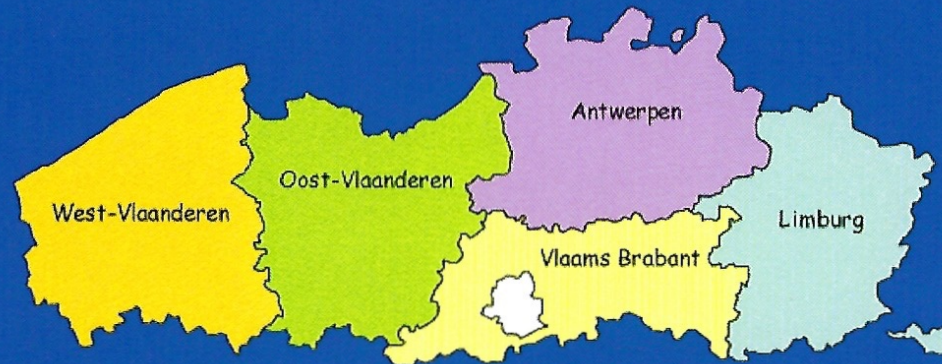 Antwerpen
Oost-Vlaanderen
West-Vlaanderen
Limburg
Vlaams Brabant